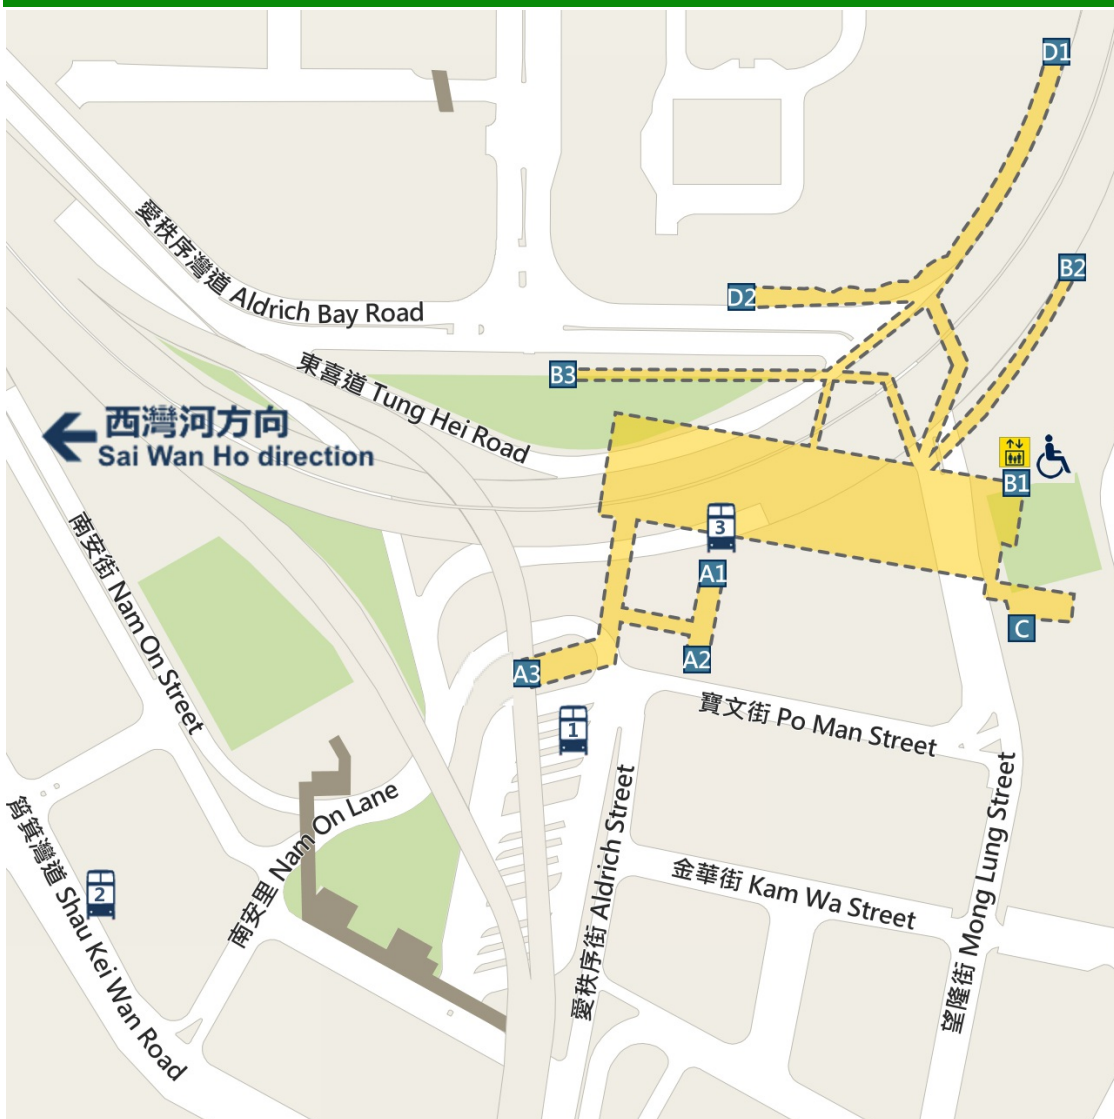 D1
愛秩序灣道 Aldrich Bay Road
B2
D2
東喜道 Tung Hei Road
B3
西灣河方向
Sai Wan Ho direction
B1
3
南安街 Nam On Street
A1
C
A2
A3
寶文街 Po Man Street
1
南安里 Nam On Lane
愛秩序街 Aldrich Street
望隆街 Mong Lung Street
筲箕灣道 Shau Kei Wan Road
2
金華街 Kam Wa Street